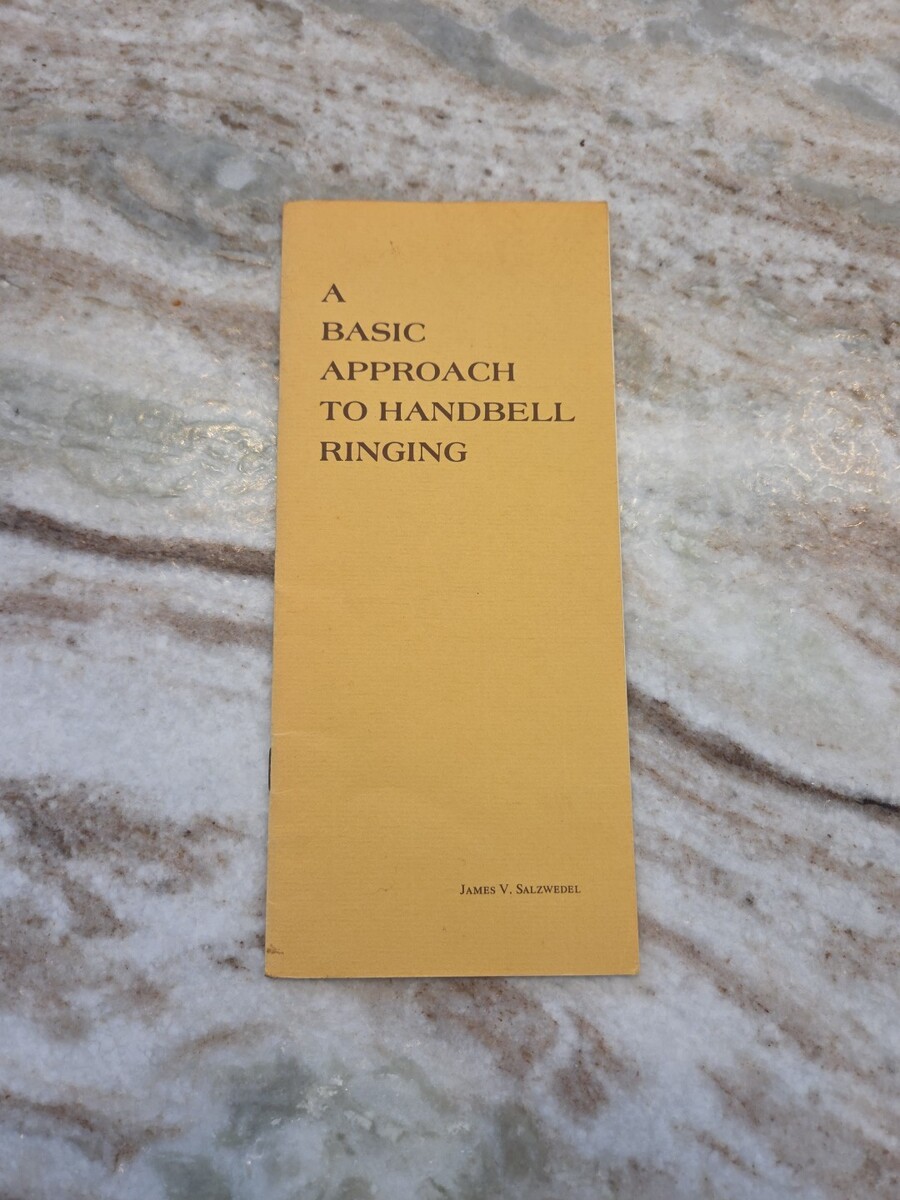 A
BASIC
APPROACH
TO HANDBELL
RINGING
James V. Salzwedel